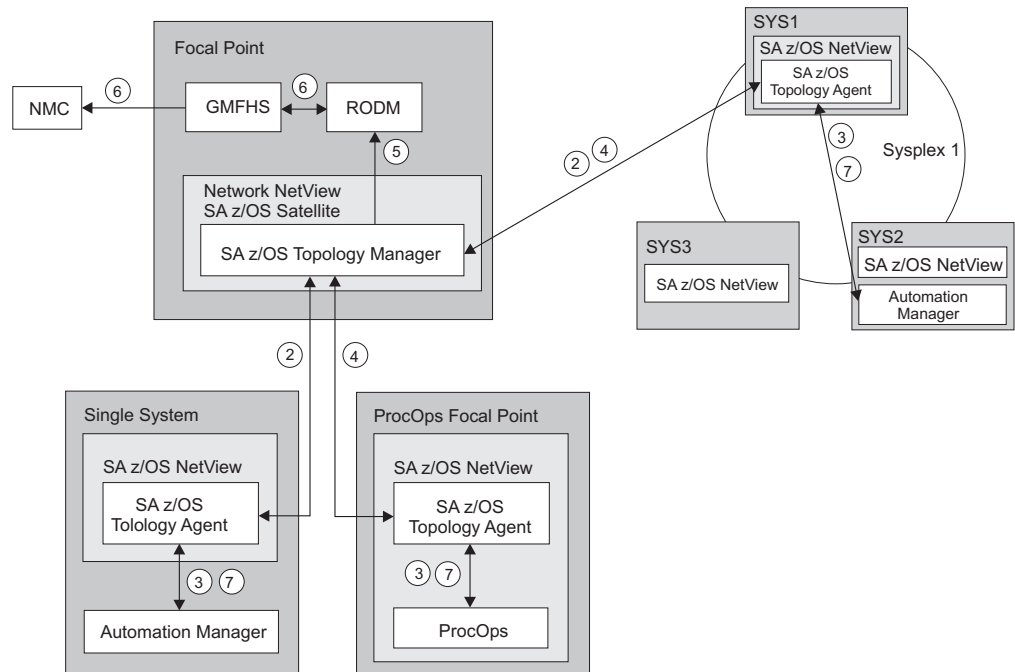 Focal Point
NMC
6
GMFHS
6
RODM
5
Network NetView
SA z/OS Satellite
SA z/OS Topology Manager
2
4
SYS1
SA z/OS NetView
SA z/OS
Topology Agent
3
7
Sysplex 1
SYS3
SA z/OS NetView
SYS2
SA z/OS NetView
Automation
Manager
2
4
Single System
SA z/OS NetView
SA z/OS
Tolology Agent
3 7
Automation Manager
ProcOps Focal Point
SA z/OS NetView
SA z/OS
Topology Agent
3 7
ProcOps